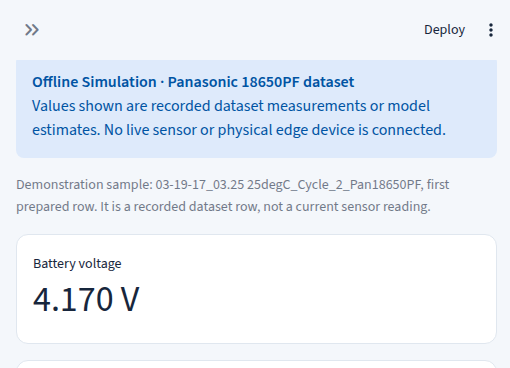 Deploy
Offline Simulation · Panasonic 18650PF dataset
Values shown are recorded dataset measurements or model
estimates. No live sensor or physical edge device is connected.
Demonstration sample: 03-19-17_03.25 25degC_Cycle_2_Pan18650PF, first
prepared row. It is a recorded dataset row, not a current sensor reading.
Battery voltage
4.170 V